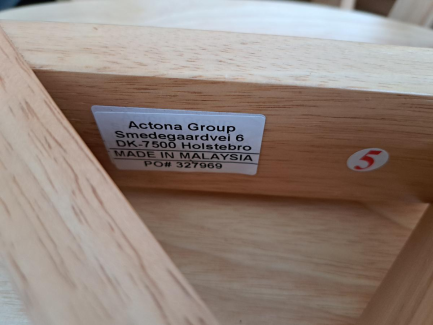 Actona Group
Smedegaardvej 6
DK-7500 Holstebro
MADE IN MALAYSIA
PO# 327969
5